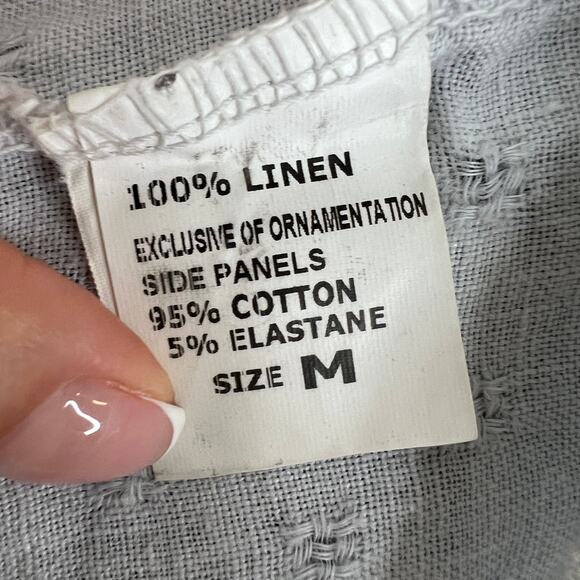 100% LINEN
EXCLUSIVE OF ORNAMENTATION
SIDE PANELS
95% COTTON
5% ELASTANE
SIZE M